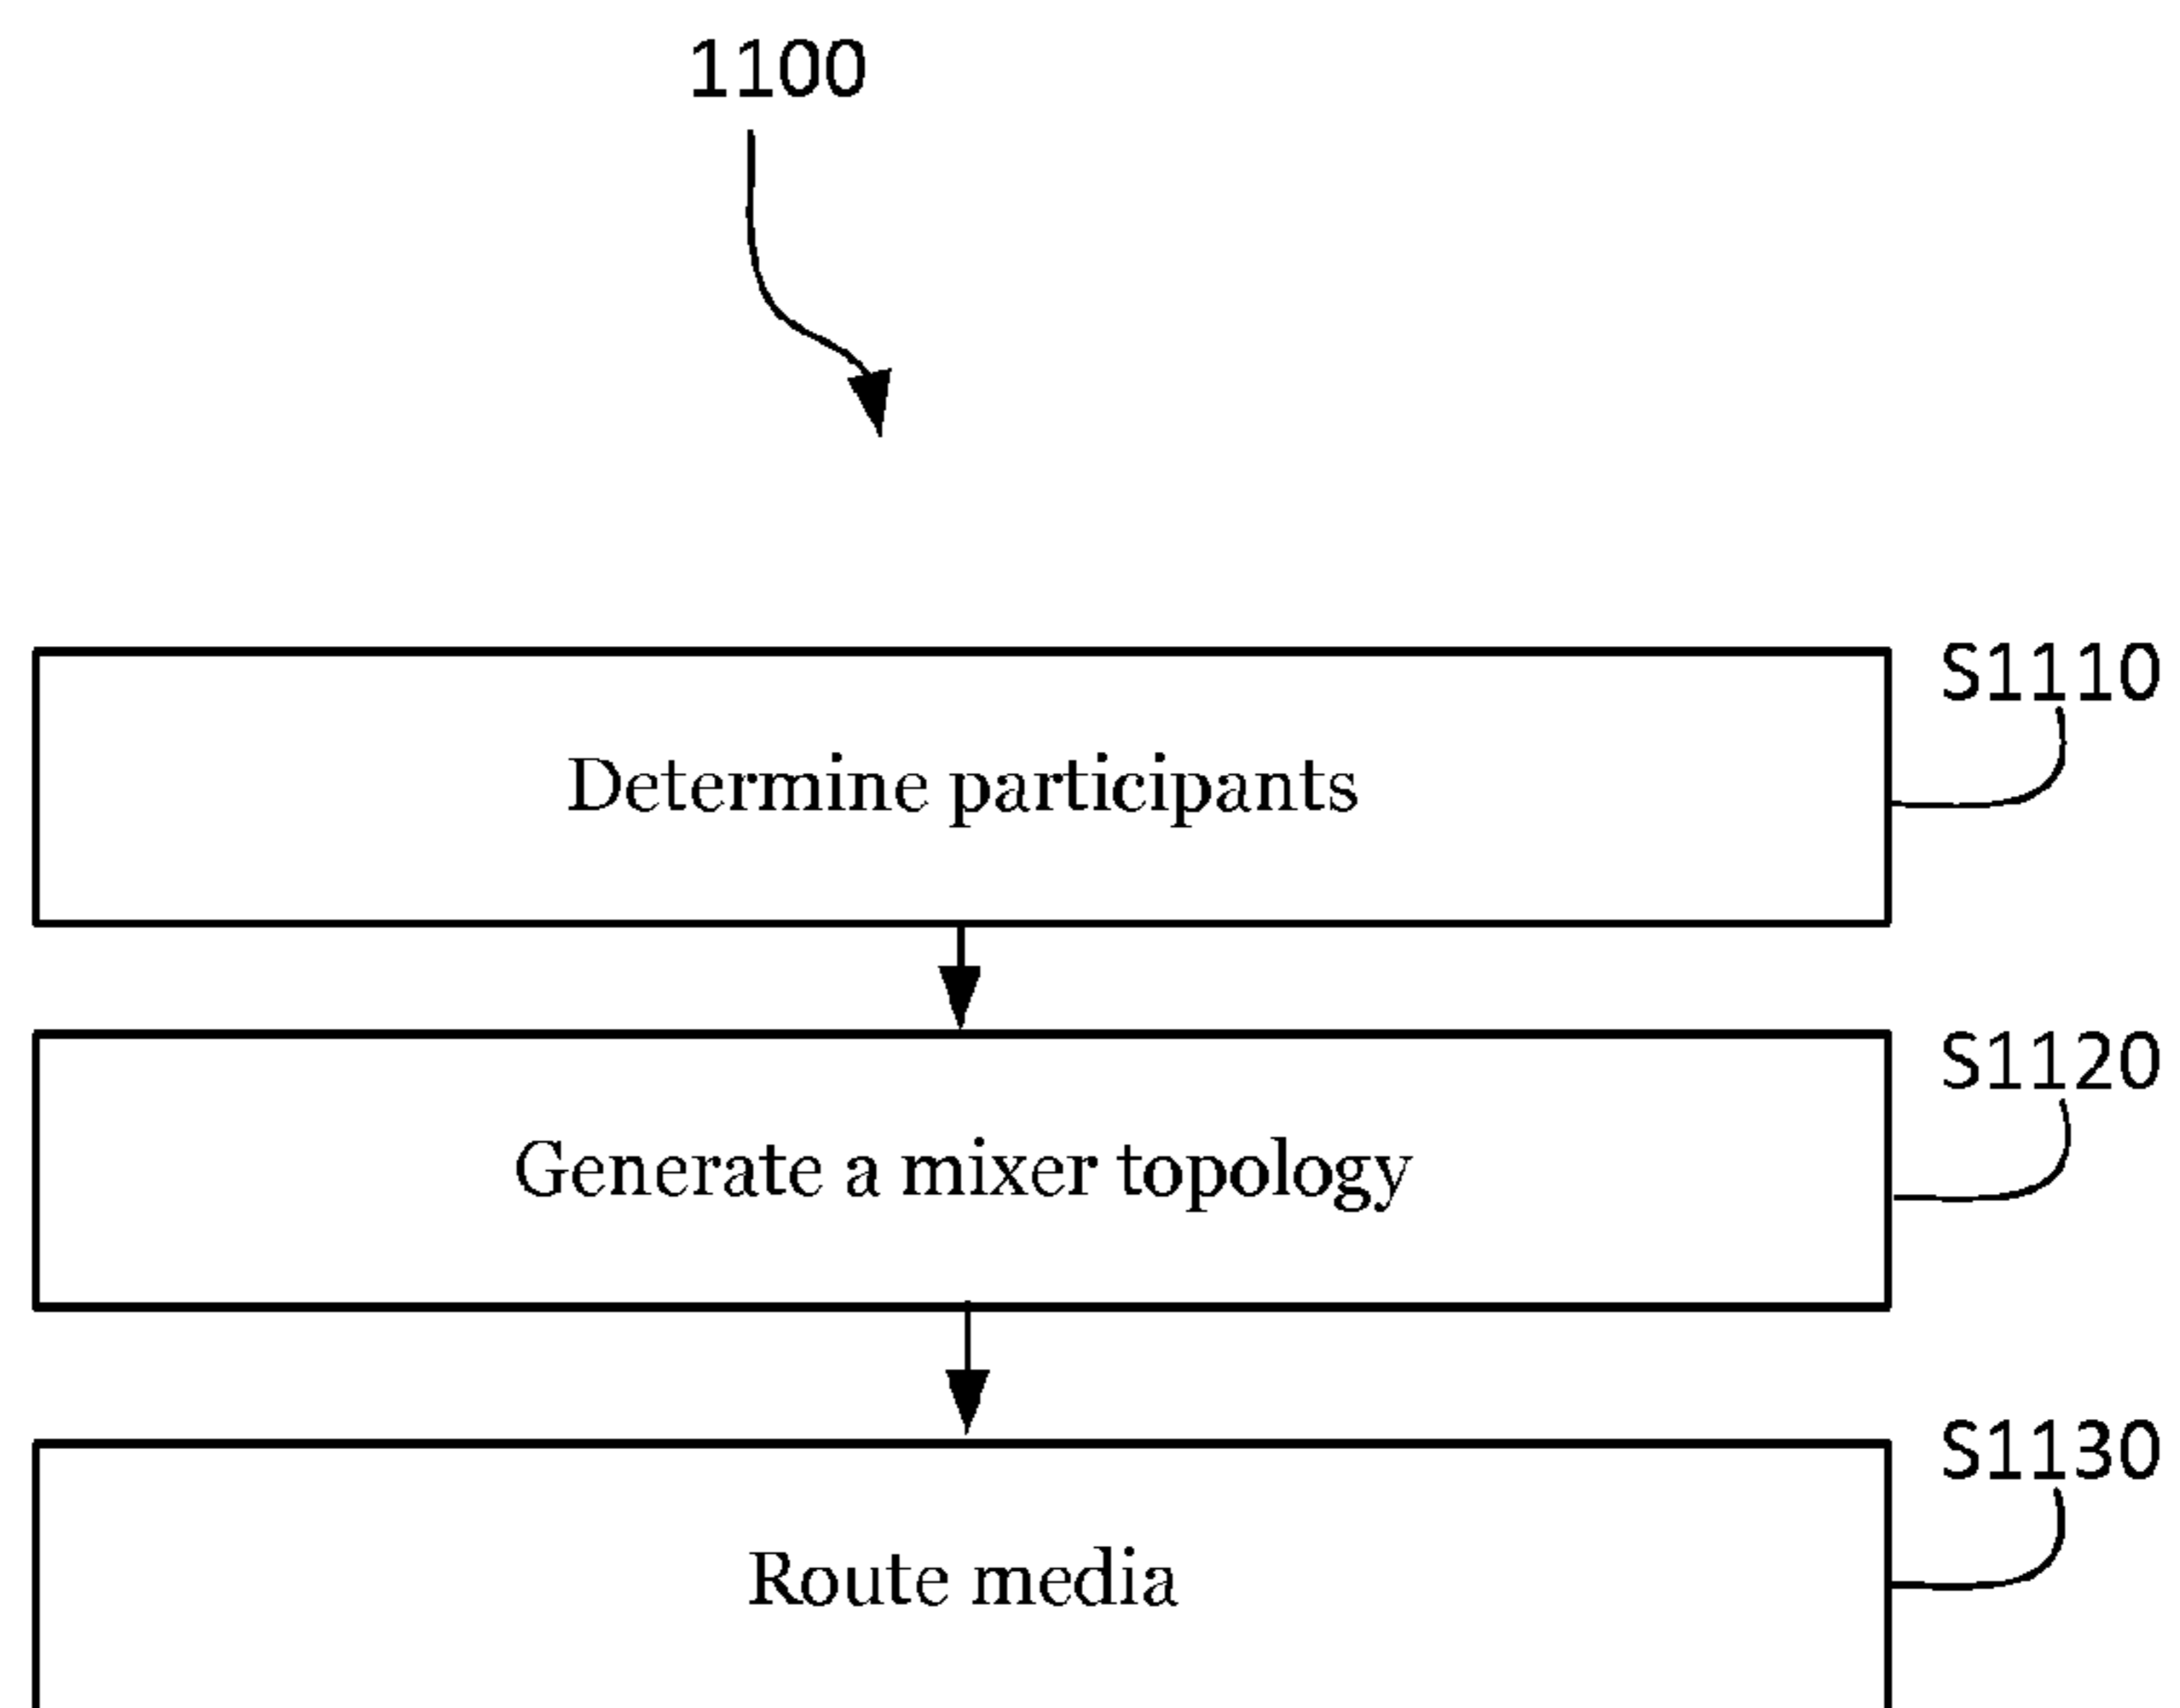 1100
S1110
Determine participants
S1120
Generate a mixer topology
S1130
Route media